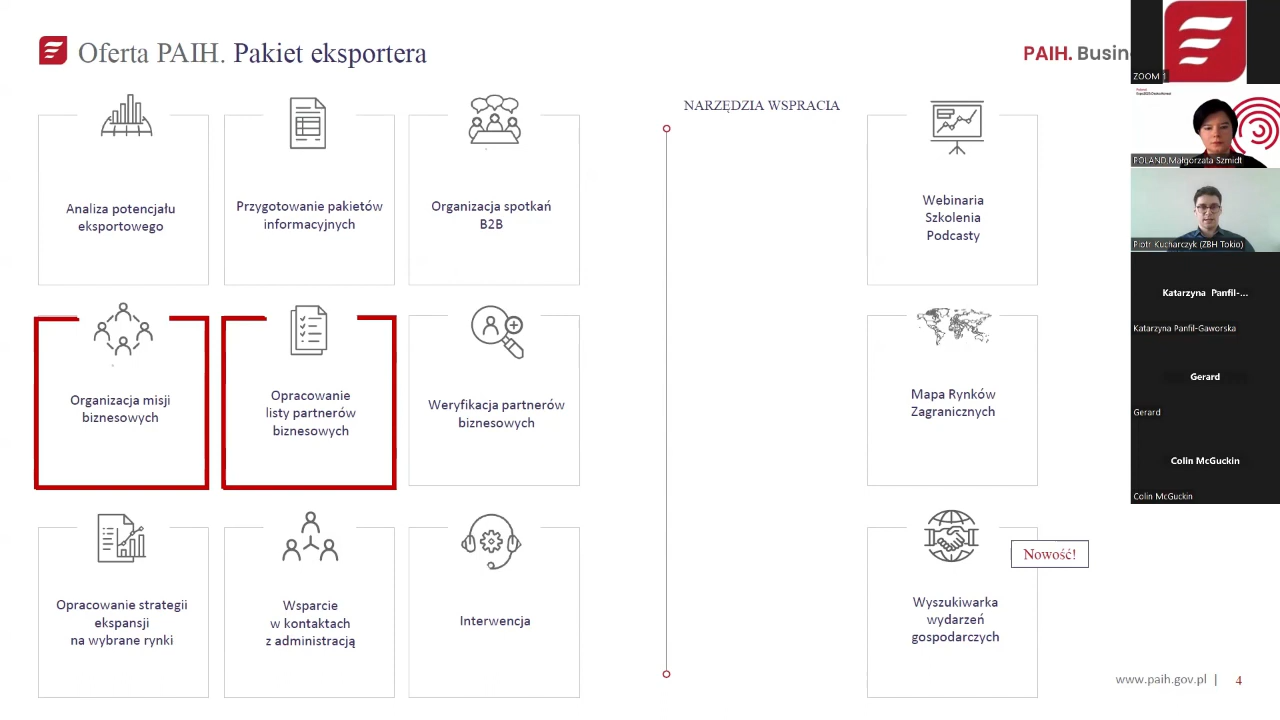 Oferta PAIH. Pakiet eksportera
PAIH. Busin
NARZĘDZIA WSPRACIA
Analiza potencjału
eksportowego
Przygotowanie pakietów
informacyjnych
Organizacja spotkań
B2B
Webinaria
Szkolenia
Podcasty
Organizacja misji
biznesowych
Opracowanie
listy partnerów
biznesowych
Weryfikacja partnerów
biznesowych
Mapa Rynków
Zagranicznych
Opracowanie strategii
ekspansji
na wybrane rynki
Wsparcie
w kontaktach
z administracją
Interwencja
Nowość!
Wyszukiwarka
wydarzeń
gospodarczych
www.paih.gov.pl | 4
ZOOM 1
POLAND Małgorzata Szmidt
Piotr Kucharczyk (ZBH Tokio)
Katarzyna Panfil-...
Katarzyna Panfil-Gaworska
Gerard
Gerard
Colin McGuckin
Colin McGuckin